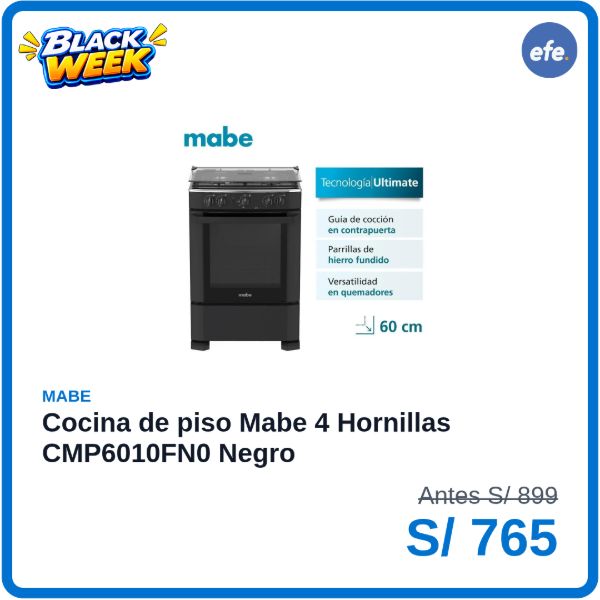 BLACK
WEEK
efe.
mabe
Tecnología|Ultimate
Guía de cocción
en contrapuerta
Parrillas de
hierro fundido
Versatilidad
en quemadores
mabe
60 cm
MABE
Cocina de piso Mabe 4 Hornillas
CMP6010FN0 Negro
Antes S/ 899
S/ 765